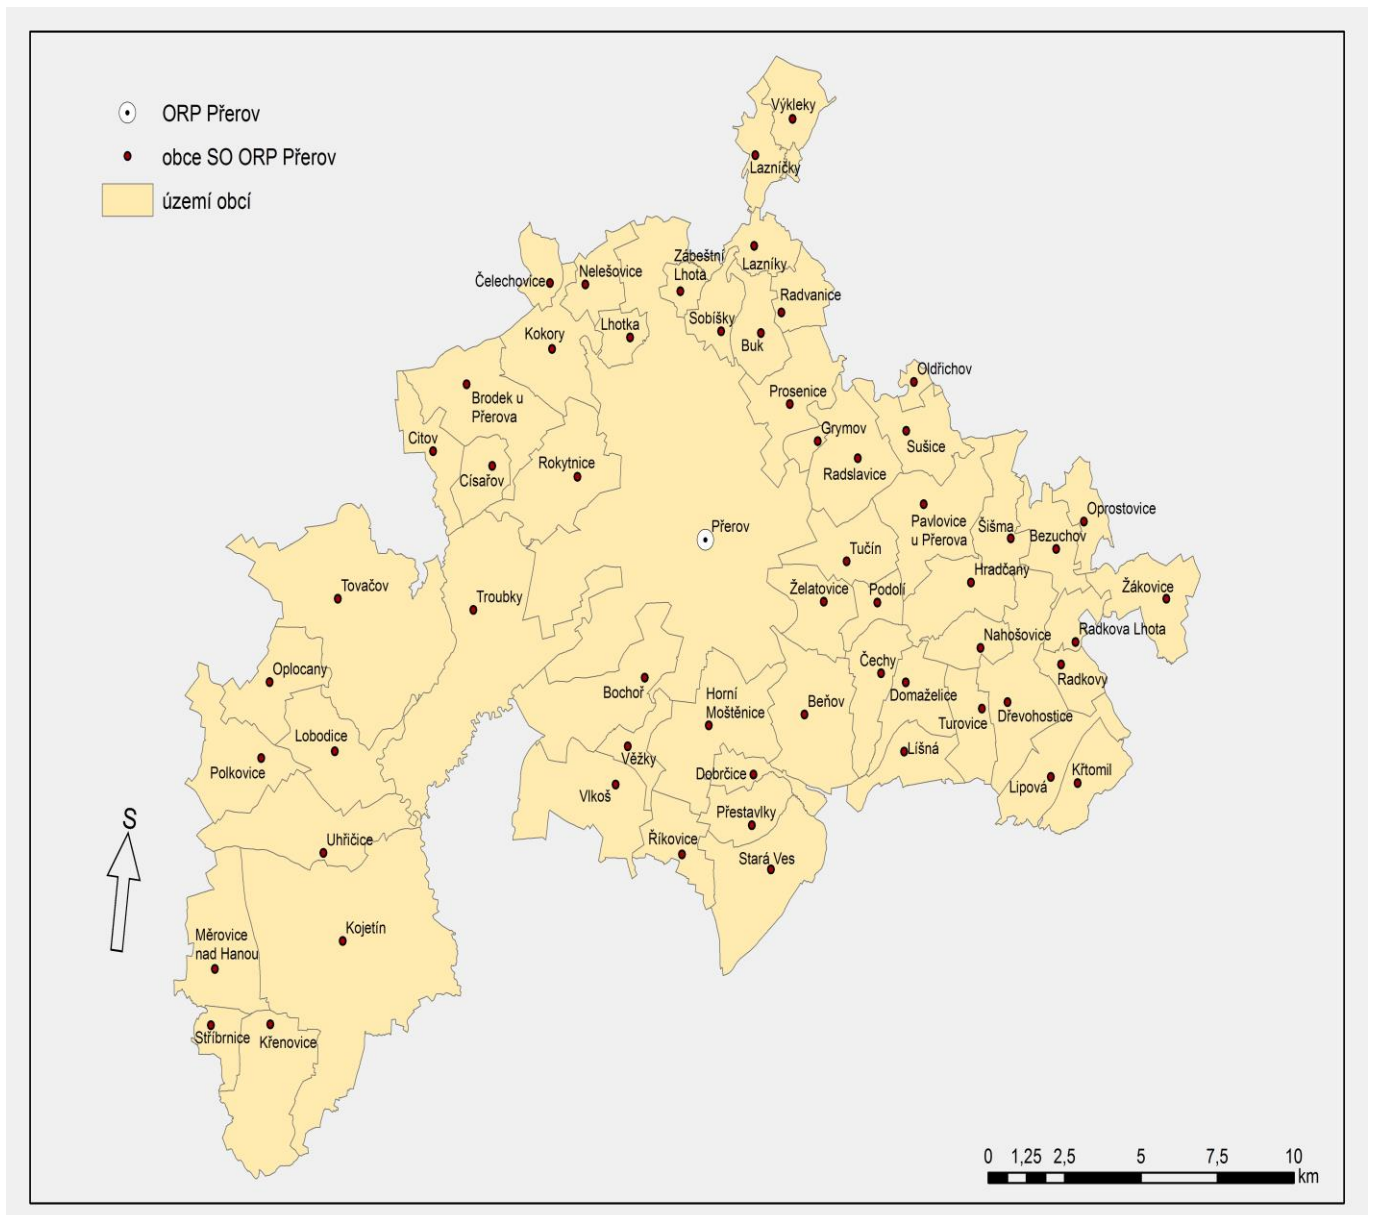 ORP Přerov
obce SO ORP Přerov
území obcí
Výkleky
Lazníčky
Zábeštní
Lhota
Lazníky
Čelechovice
Nelešovice
Radvanice
Sobíšky
Lhotka
Kokory
Buk
Oldřichov
Prosenice
Brodek u
Přerova
Grymov
Citov
Sušice
Rokytnice
Radslavice
Císařov
Oprostovice
Přerov
Pavlovice
u Přerova
Šišma
Bezuchov
Tučín
Hradčany
Tovačov
Troubky
Želatovice
Podolí
Žákovice
Radkova Lhota
Nahošovice
Oplocany
Čechy
Radkovy
Bochoř
Horní
Moštěnice
Beňov
Domaželice
Dřevohostice
Turovice
Lobodice
Líšná
Věžky
Polkovice
Dobrčice
Křtomil
Lipová
Vlkoš
Přestavlky
S
Uhřičice
Říkovice
Stará Ves
Kojetín
Měrovice
nad Hanou
Stříbrnice
Křenovice
0 1,25 2,5 5 7,5 10
km